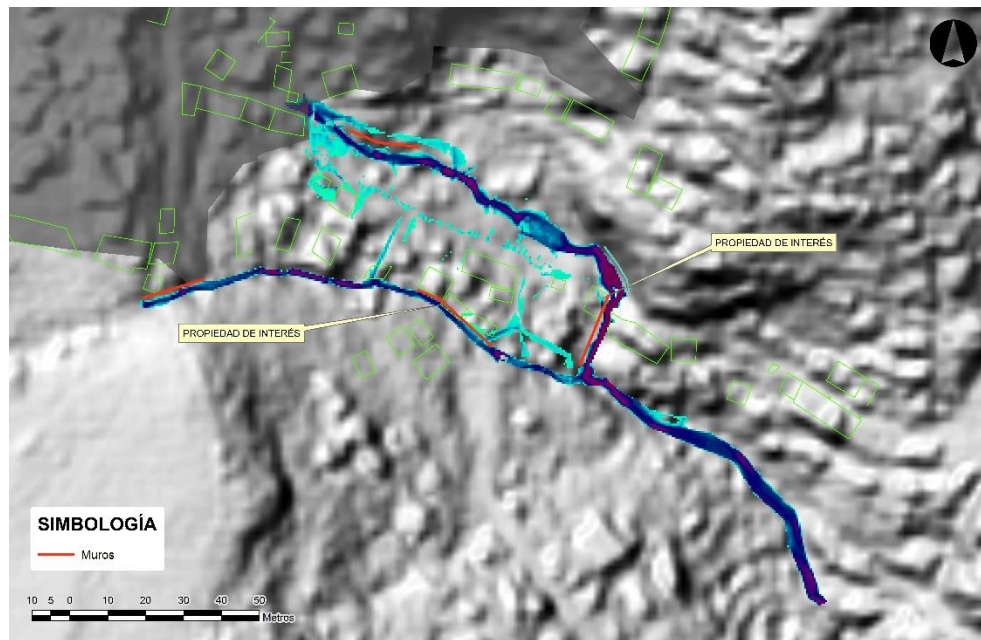 PROPIEDAD DE INTERÉS
PROPIEDAD DE INTERÉS
SIMBOLOGÍA
Muros
10 5 0 10 20 30 40 50
Metros